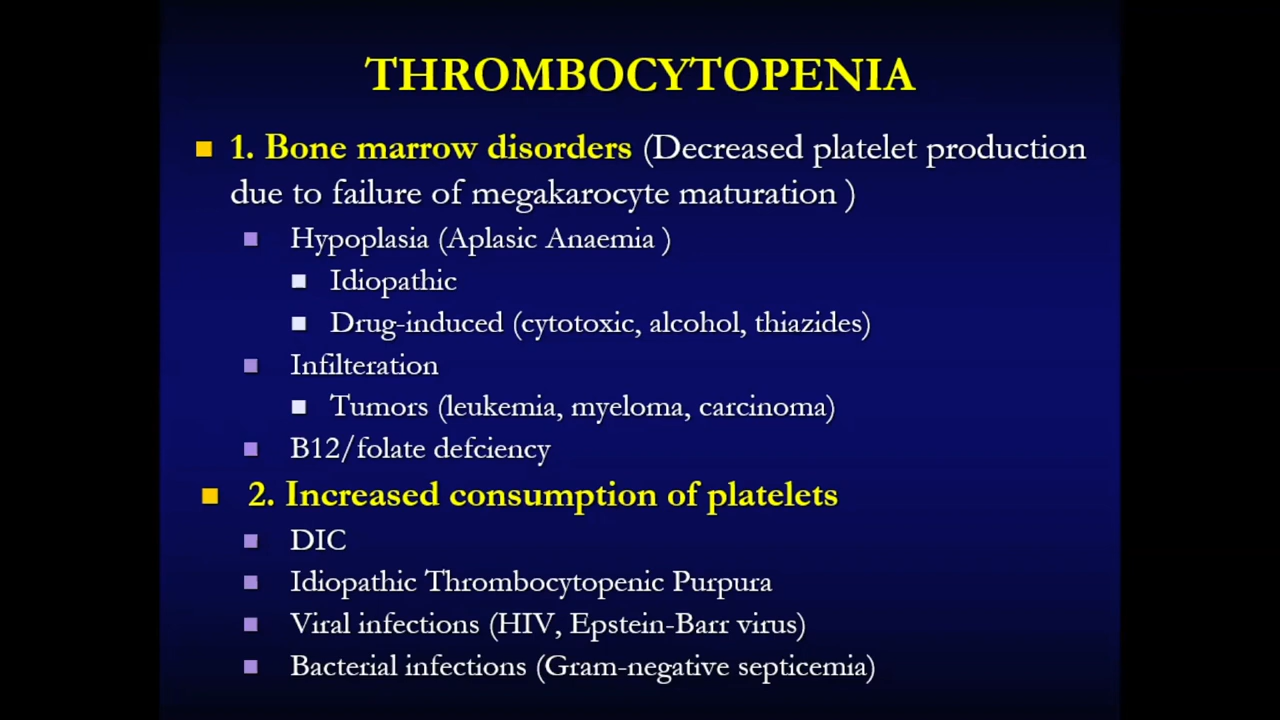 THROMBOCYTOPENIA
1. Bone marrow disorders (Decreased platelet production
due to failure of megakarocyte maturation )
Hypoplasia (Aplasic Anaemia )
Idiopathic
Drug-induced (cytotoxic, alcohol, thiazides)
Infilteration
Tumors (leukemia, myeloma, carcinoma)
B12/folate defciency
2. Increased consumption of platelets
DIC
Idiopathic Thrombocytopenic Purpura
Viral infections (HIV, Epstein-Barr virus)
Bacterial infections (Gram-negative septicemia)